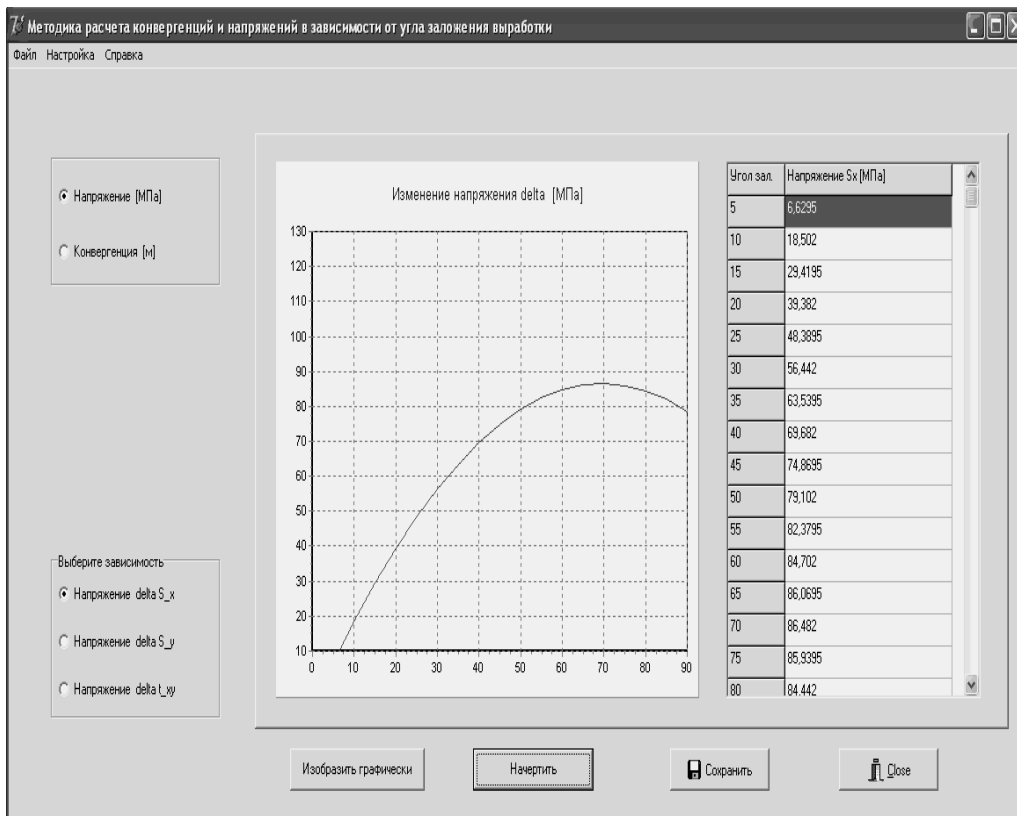 Методика расчета конвергенций и напряжений в зависимости от угла заложения выработки
Файл Настройка Справка
Напряжение [МПа]
Конвергенция [м]
Изменение напряжения delta [МПа]
130
120
110
100
90
80
70
60
50
40
30
20
10
0 10 20 30 40 50 60 70 80 90
Угол зал. Напряжение Sx [МПа]
5 6,6295
10 18,502
15 29,4195
20 39,382
25 48,3895
30 56,442
35 63,5395
40 69,682
45 74,8695
50 79,102
55 82,3795
60 84,702
65 86,0695
70 86,482
75 85,9395
80 84,442
Выберите зависимость
Напряжение delta S_x
Напряжение delta S_y
Напряжение delta t_xy
Изобразить графически
Начертить
Сохранить
Close